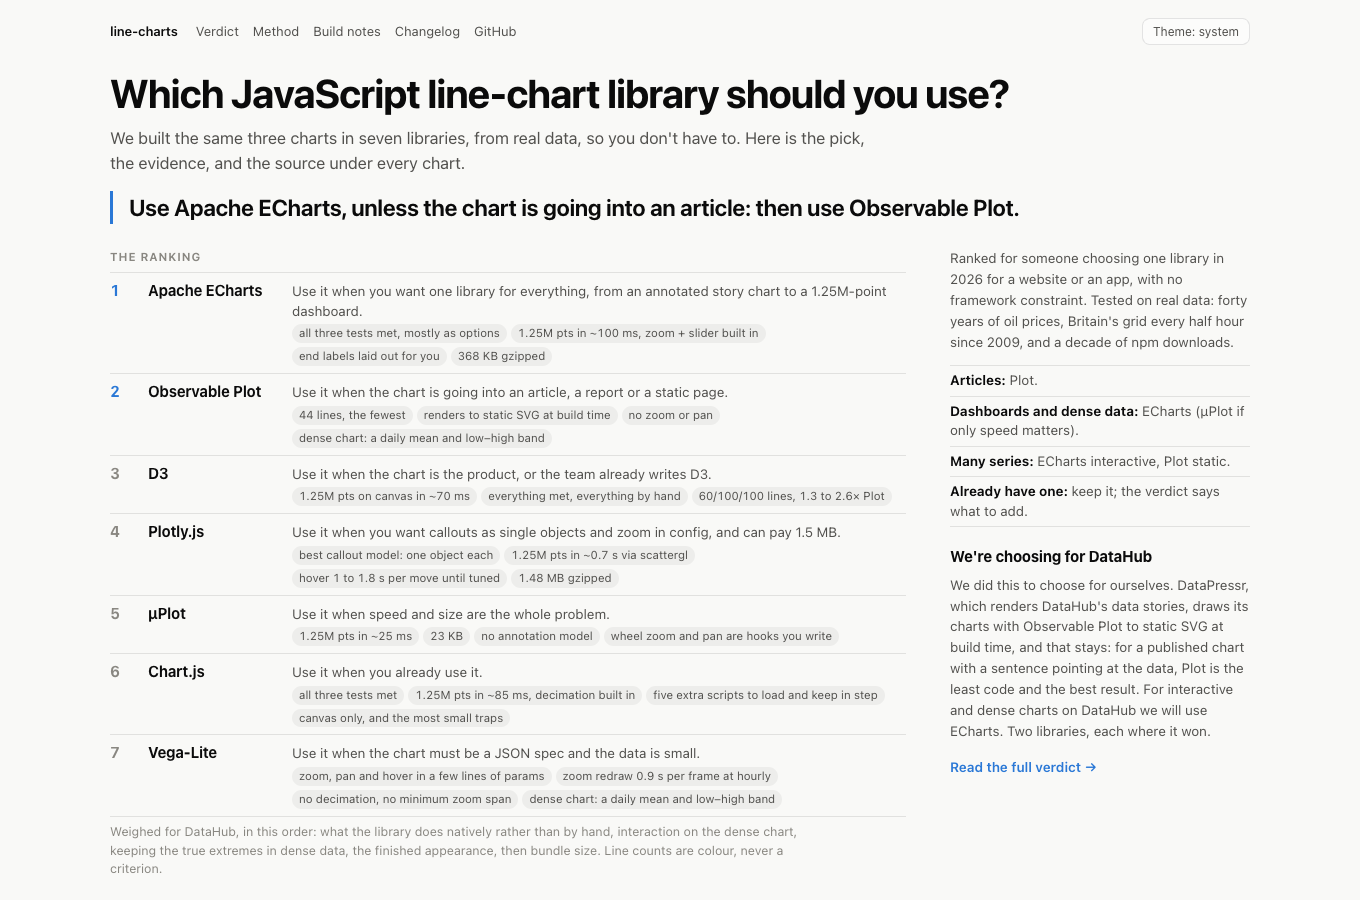 line-charts Verdict Method Build notes Changelog GitHub Theme: system
Which JavaScript line-chart library should you use?
We built the same three charts in seven libraries, from real data, so you don't have to. Here is the pick,
the evidence, and the source under every chart.
Use Apache ECharts, unless the chart is going into an article: then use Observable Plot.
THE RANKING
1 Apache ECharts Use it when you want one library for everything, from an annotated story chart to a 1.25M-point
dashboard.
all three tests met, mostly as options 1.25M pts in ~100 ms, zoom + slider built in
end labels laid out for you 368 KB gzipped
2 Observable Plot Use it when the chart is going into an article, a report or a static page.
44 lines, the fewest renders to static SVG at build time no zoom or pan
dense chart: a daily mean and low–high band
3 D3 Use it when the chart is the product, or the team already writes D3.
1.25M pts on canvas in ~70 ms everything met, everything by hand 60/100/100 lines, 1.3 to 2.6× Plot
4 Plotly.js Use it when you want callouts as single objects and zoom in config, and can pay 1.5 MB.
best callout model: one object each 1.25M pts in ~0.7 s via scattergl
hover 1 to 1.8 s per move until tuned 1.48 MB gzipped
5 µPlot Use it when speed and size are the whole problem.
1.25M pts in ~25 ms 23 KB no annotation model wheel zoom and pan are hooks you write
6 Chart.js Use it when you already use it.
all three tests met 1.25M pts in ~85 ms, decimation built in five extra scripts to load and keep in step
canvas only, and the most small traps
7 Vega-Lite Use it when the chart must be a JSON spec and the data is small.
zoom, pan and hover in a few lines of params zoom redraw 0.9 s per frame at hourly
no decimation, no minimum zoom span dense chart: a daily mean and low–high band
Weighed for DataHub, in this order: what the library does natively rather than by hand, interaction on the dense chart,
keeping the true extremes in dense data, the finished appearance, then bundle size. Line counts are colour, never a
criterion.
Ranked for someone choosing one library in
2026 for a website or an app, with no
framework constraint. Tested on real data: forty
years of oil prices, Britain's grid every half hour
since 2009, and a decade of npm downloads.
Articles: Plot.
Dashboards and dense data: ECharts (µPlot if
only speed matters).
Many series: ECharts interactive, Plot static.
Already have one: keep it; the verdict says
what to add.
We're choosing for DataHub
We did this to choose for ourselves. DataPressr,
which renders DataHub's data stories, draws its
charts with Observable Plot to static SVG at
build time, and that stays: for a published chart
with a sentence pointing at the data, Plot is the
least code and the best result. For interactive
and dense charts on DataHub we will use
ECharts. Two libraries, each where it won.
Read the full verdict →